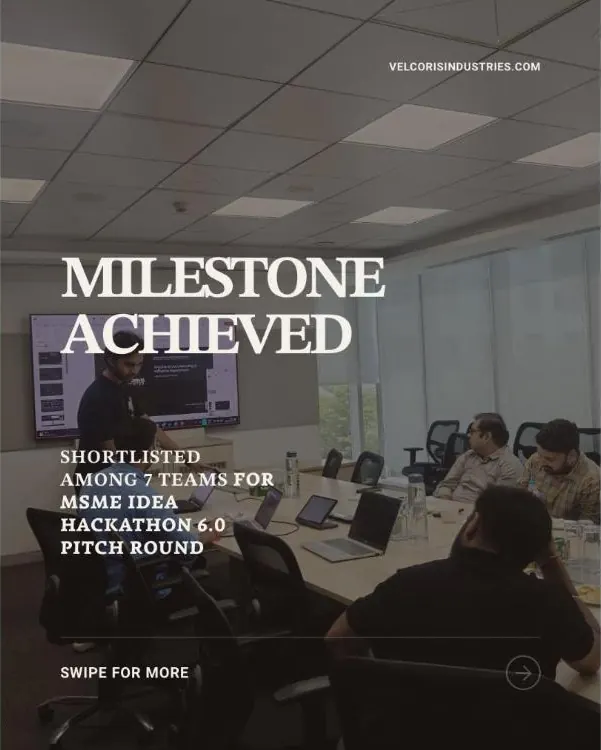 VELCORISINDUSTRIES.COM
MILESTONE
ACHIEVED
SHORTLISTED
AMONG 7 TEAMS FOR
MSME IDEA
HACKATHON 6.0
PITCH ROUND
SWIPE FOR MORE